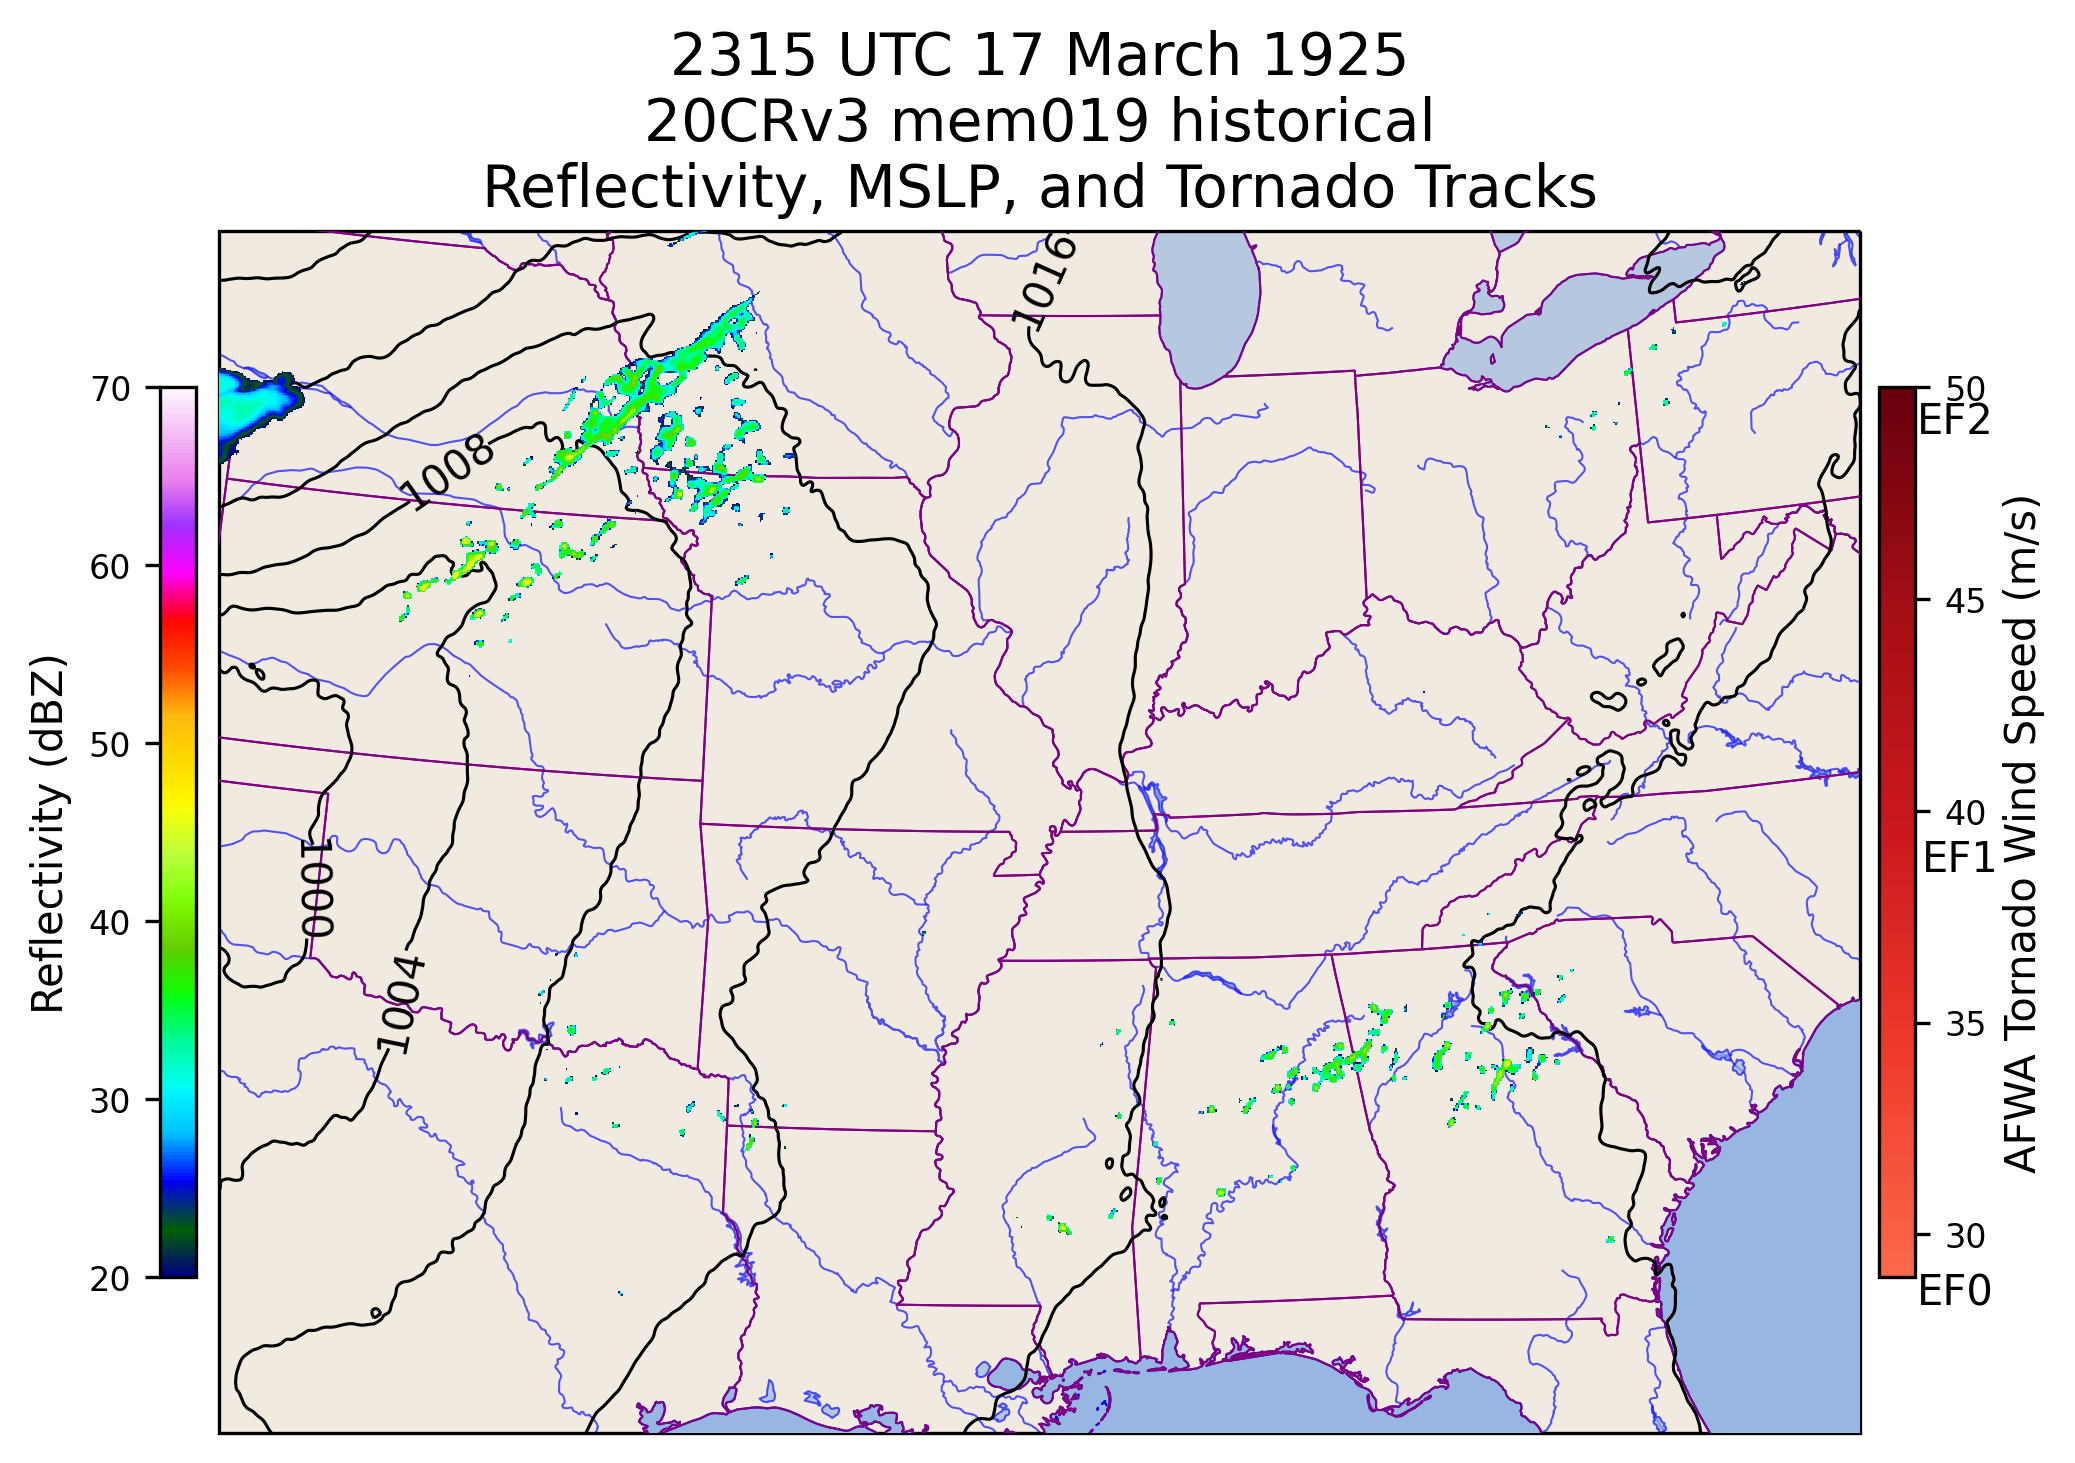 2315 UTC 17 March 1925
20CRv3 mem019 historical
Reflectivity, MSLP, and Tornado Tracks
1016
1008
1000
1004
70
60
50
40
30
20
Reflectivity (dBZ)
50
EF2
45
40
EF1
35
30
EF0
AFWA Tornado Wind Speed (m/s)